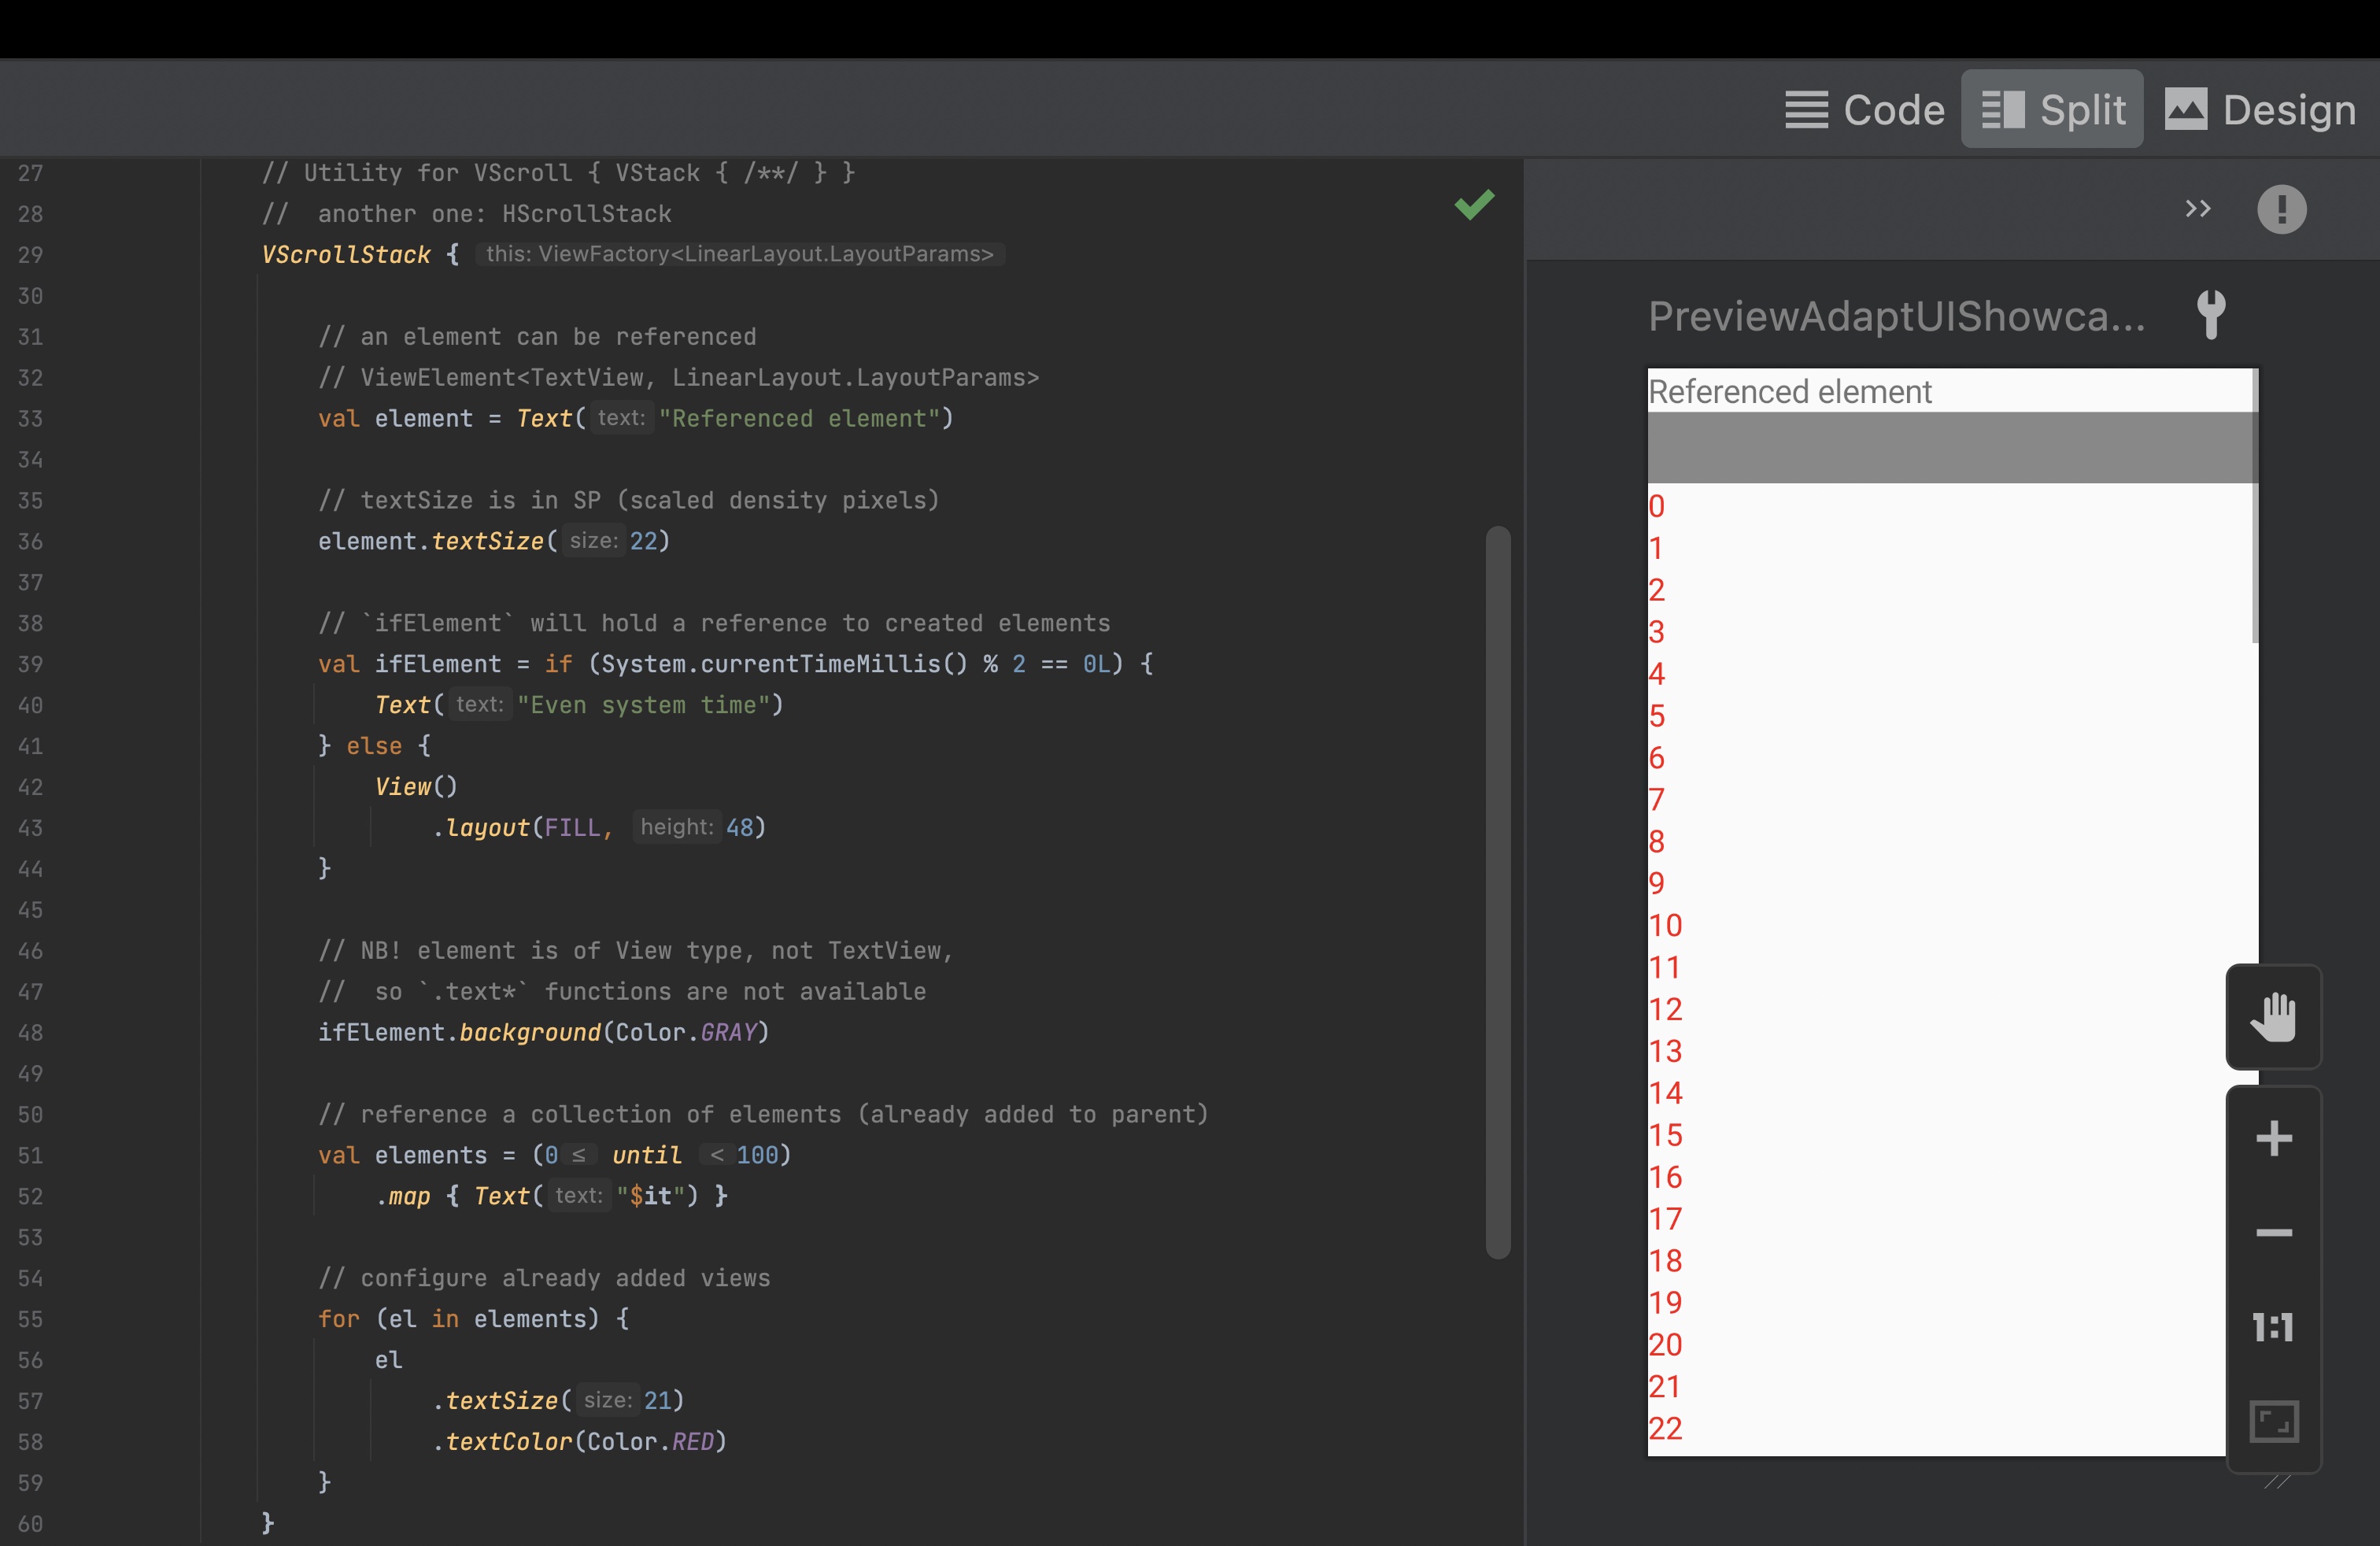 Code Split Design
27 // Utility for VScroll { VStack { /**/ } }
28 //  another one: HScrollStack
29 VScrollStack { this: ViewFactory<LinearLayout.LayoutParams>
30
31 // an element can be referenced
32 // ViewElement<TextView, LinearLayout.LayoutParams>
33 val element = Text( text: "Referenced element")
34
35 // textSize is in SP (scaled density pixels)
36 element.textSize( size: 22)
37
38 // `ifElement` will hold a reference to created elements
39 val ifElement = if (System.currentTimeMillis() % 2 == 0L) {
40 Text( text: "Even system time")
41 } else {
42 View()
43 .layout(FILL, height: 48)
44 }
45
46 // NB! element is of View type, not TextView,
47 //  so `.text*` functions are not available
48 ifElement.background(Color.GRAY)
49
50 // reference a collection of elements (already added to parent)
51 val elements = (0 ≤ until < 100)
52 .map { Text( text: "$it") }
53
54 // configure already added views
55 for (el in elements) {
56 el
57 .textSize( size: 21)
58 .textColor(Color.RED)
59 }
60 }
PreviewAdaptUIShowca...
Referenced element
0
1
2
3
4
5
6
7
8
9
10
11
12
13
14
15
16
17
18
19
20
21
22
1:1